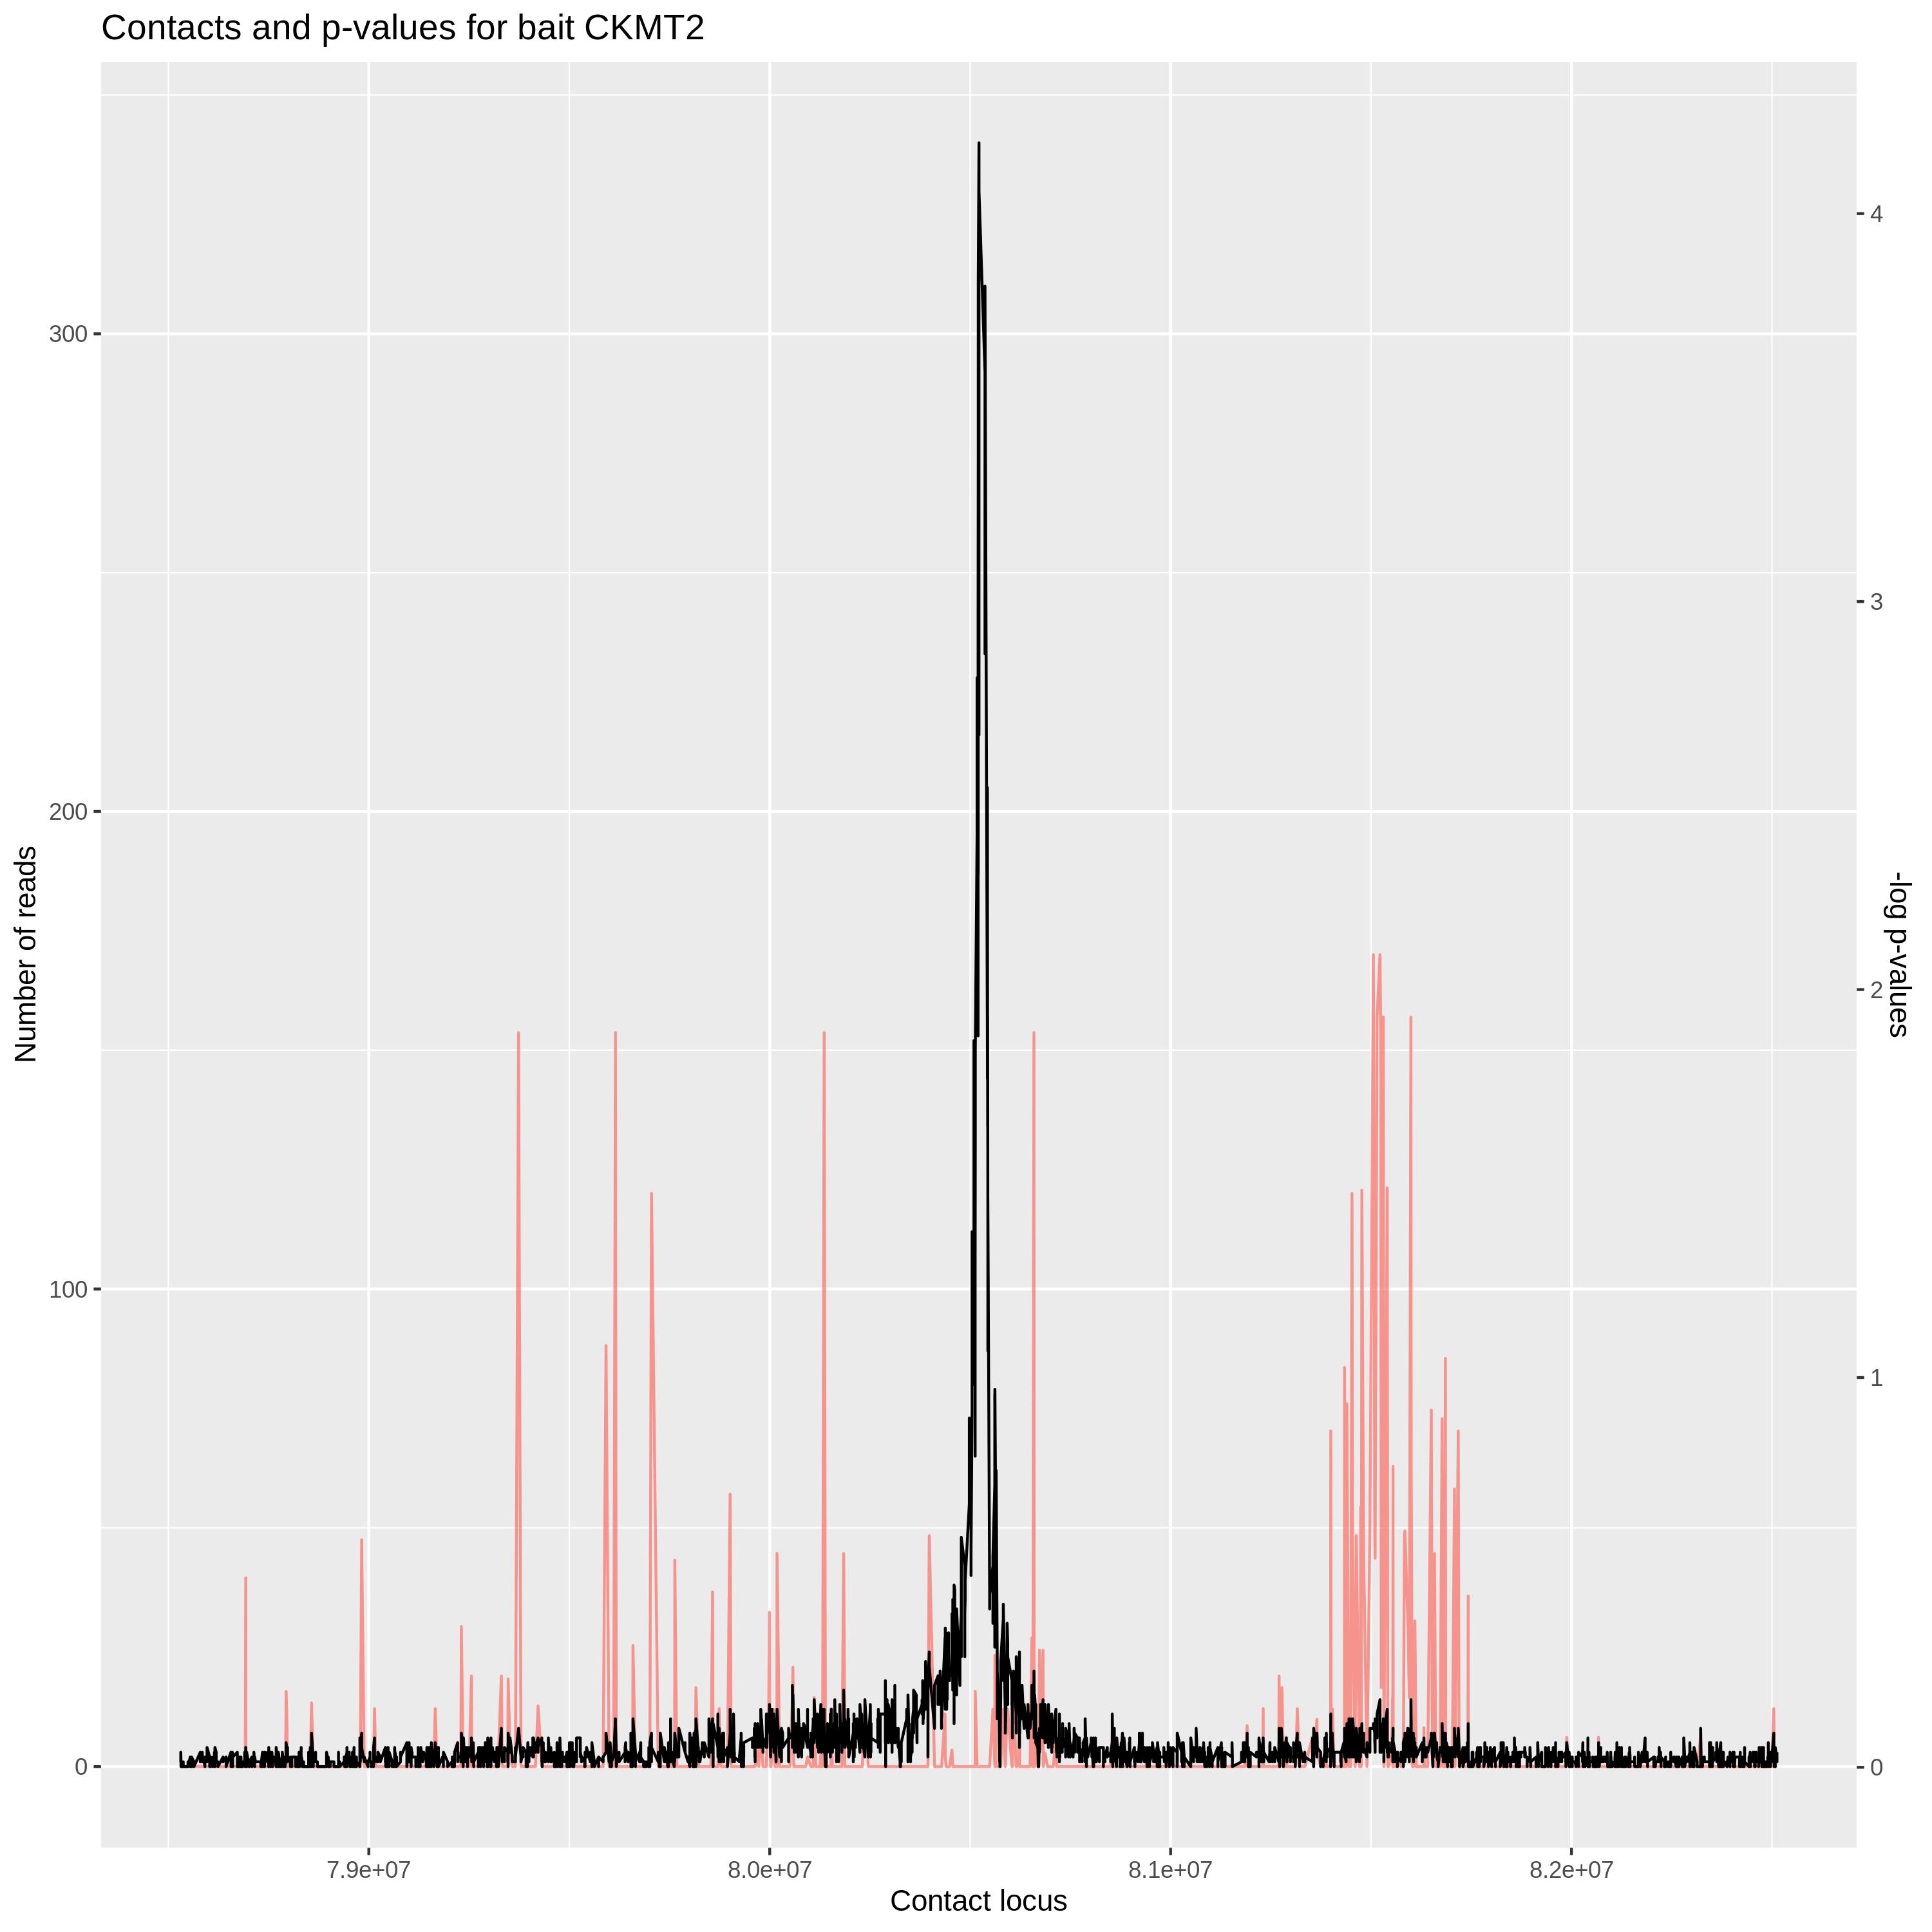 Contacts and p-values for bait CKMT2
300
200
100
0
Number of reads
4
3
2
1
0
-log p-values
7.9e+07
8.0e+07
8.1e+07
8.2e+07
Contact locus